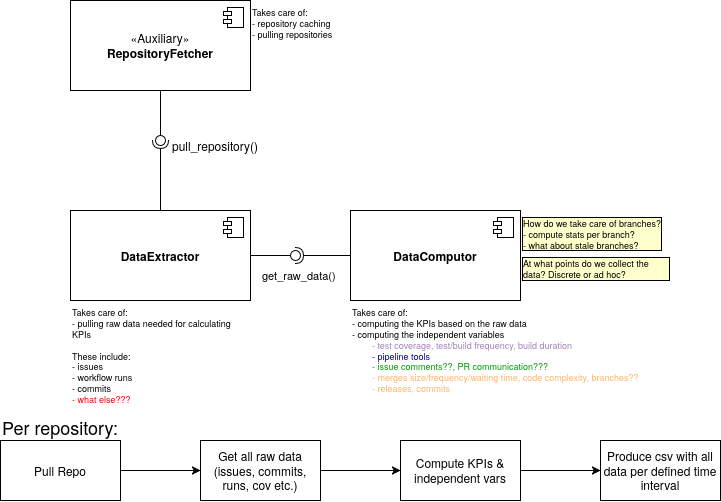 «Auxiliary»
RepositoryFetcher
Takes care of:
- repository caching
- pulling repositories
pull_repository()
DataExtractor
get_raw_data()
DataComputor
How do we take care of branches?
- compute stats per branch?
- what about stale branches?
At what points do we collect the
data? Discrete or ad hoc?
Takes care of:
- pulling raw data needed for calculating
KPIs
These include:
- issues
- workflow runs
- commits
- what else???
Takes care of:
- computing the KPIs based on the raw data
- computing the independent variables
- test coverage, test/build frequency, build duration
- pipeline tools
- issue comments??, PR communication???
- merges size/frequency/waiting time, code complexity, branches??
- releases, commits
Per repository:
Pull Repo
Get all raw data
(issues, commits,
runs, cov etc.)
Compute KPIs &
independent vars
Produce csv with all
data per defined time
interval